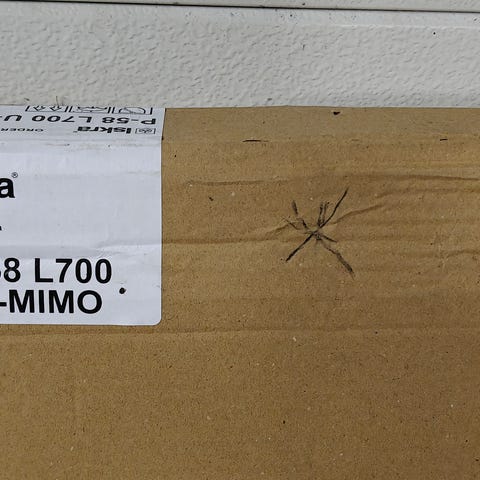 P-58 L700 U-
Iskra
ORDER
a®
58 L700
-MIMO